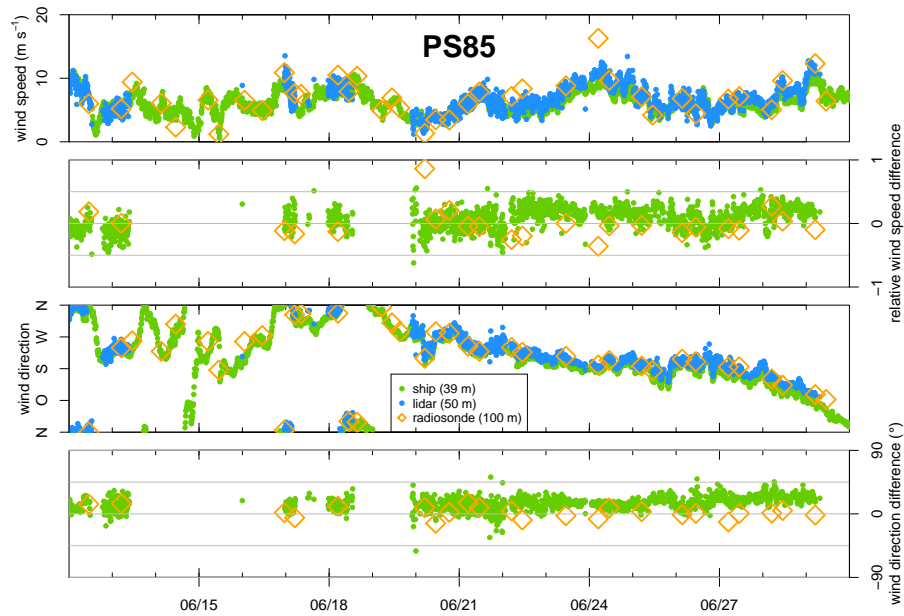 PS85
wind speed (m s⁻¹)
20
10
0
relative wind speed difference
1
0
−1
wind direction
N
W
S
O
N
ship (39 m)
lidar (50 m)
radiosonde (100 m)
wind direction difference (°)
90
0
−90
06/15 06/18 06/21 06/24 06/27